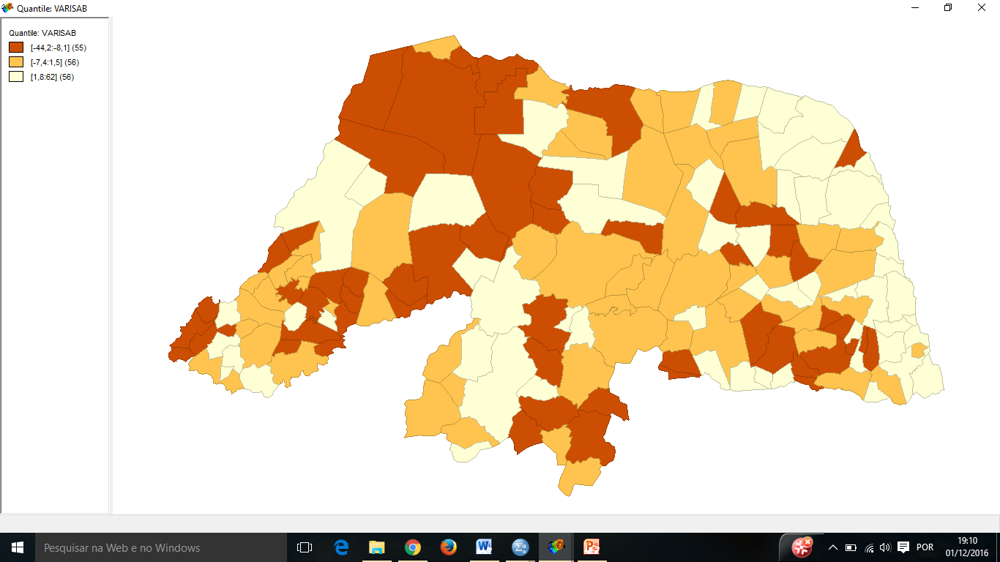 Quantile: VARISAB
Quantile: VARISAB
[-44,2:-8,1] (55)
[-7,4:1,5] (56)
[1,8:62] (56)
Pesquisar na Web e no Windows
POR
19:10
01/12/2016